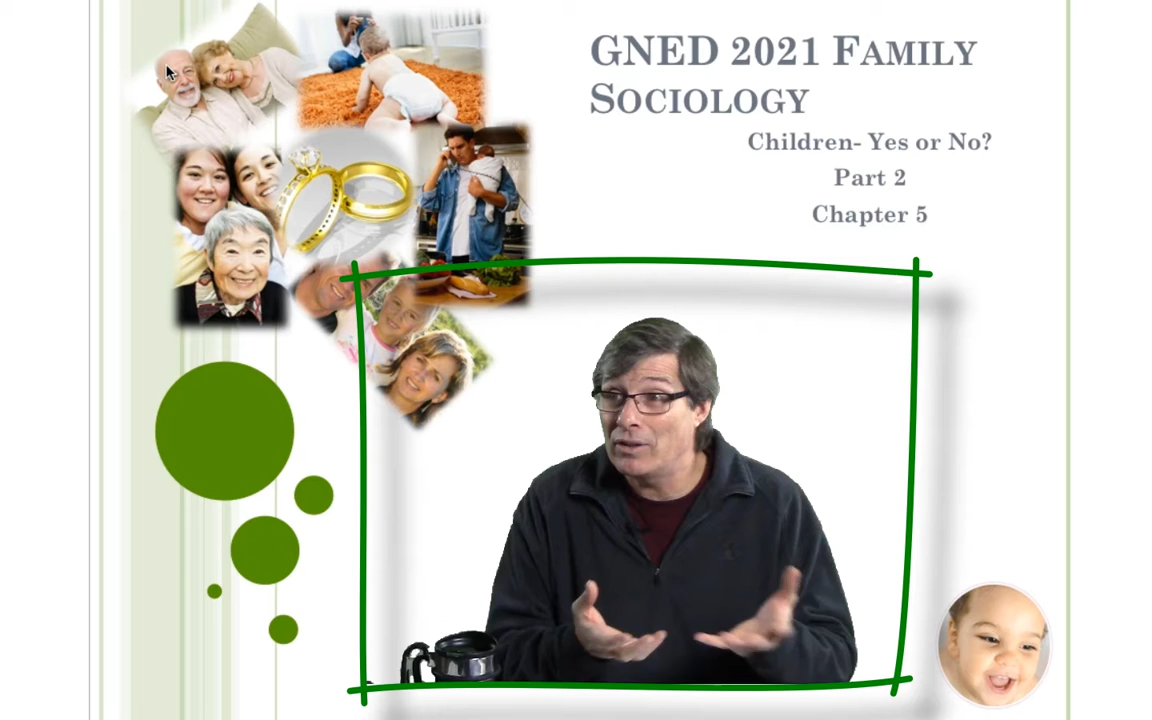 GNED 2021 Family
Sociology
Children- Yes or No?
Part 2
Chapter 5